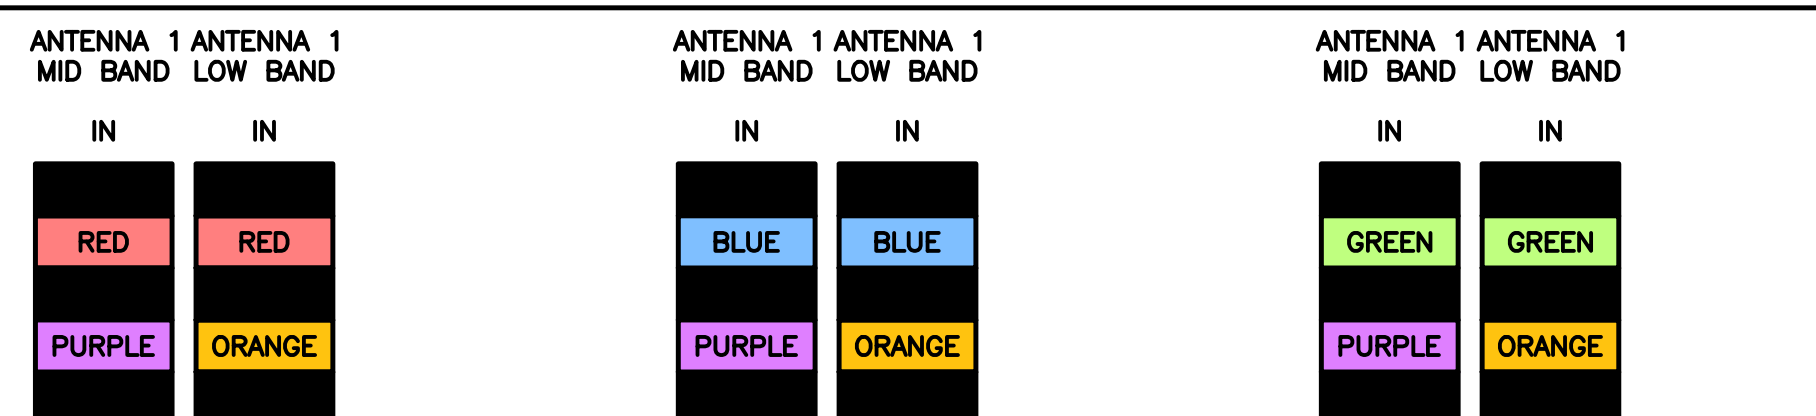 ANTENNA 1 ANTENNA 1 ANTENNA 1 ANTENNA 1 ANTENNA 1 ANTENNA 1
MID BAND LOW BAND MID BAND LOW BAND MID BAND LOW BAND
IN IN IN IN IN IN
RED RED BLUE BLUE GREEN GREEN
PURPLE ORANGE PURPLE ORANGE PURPLE ORANGE